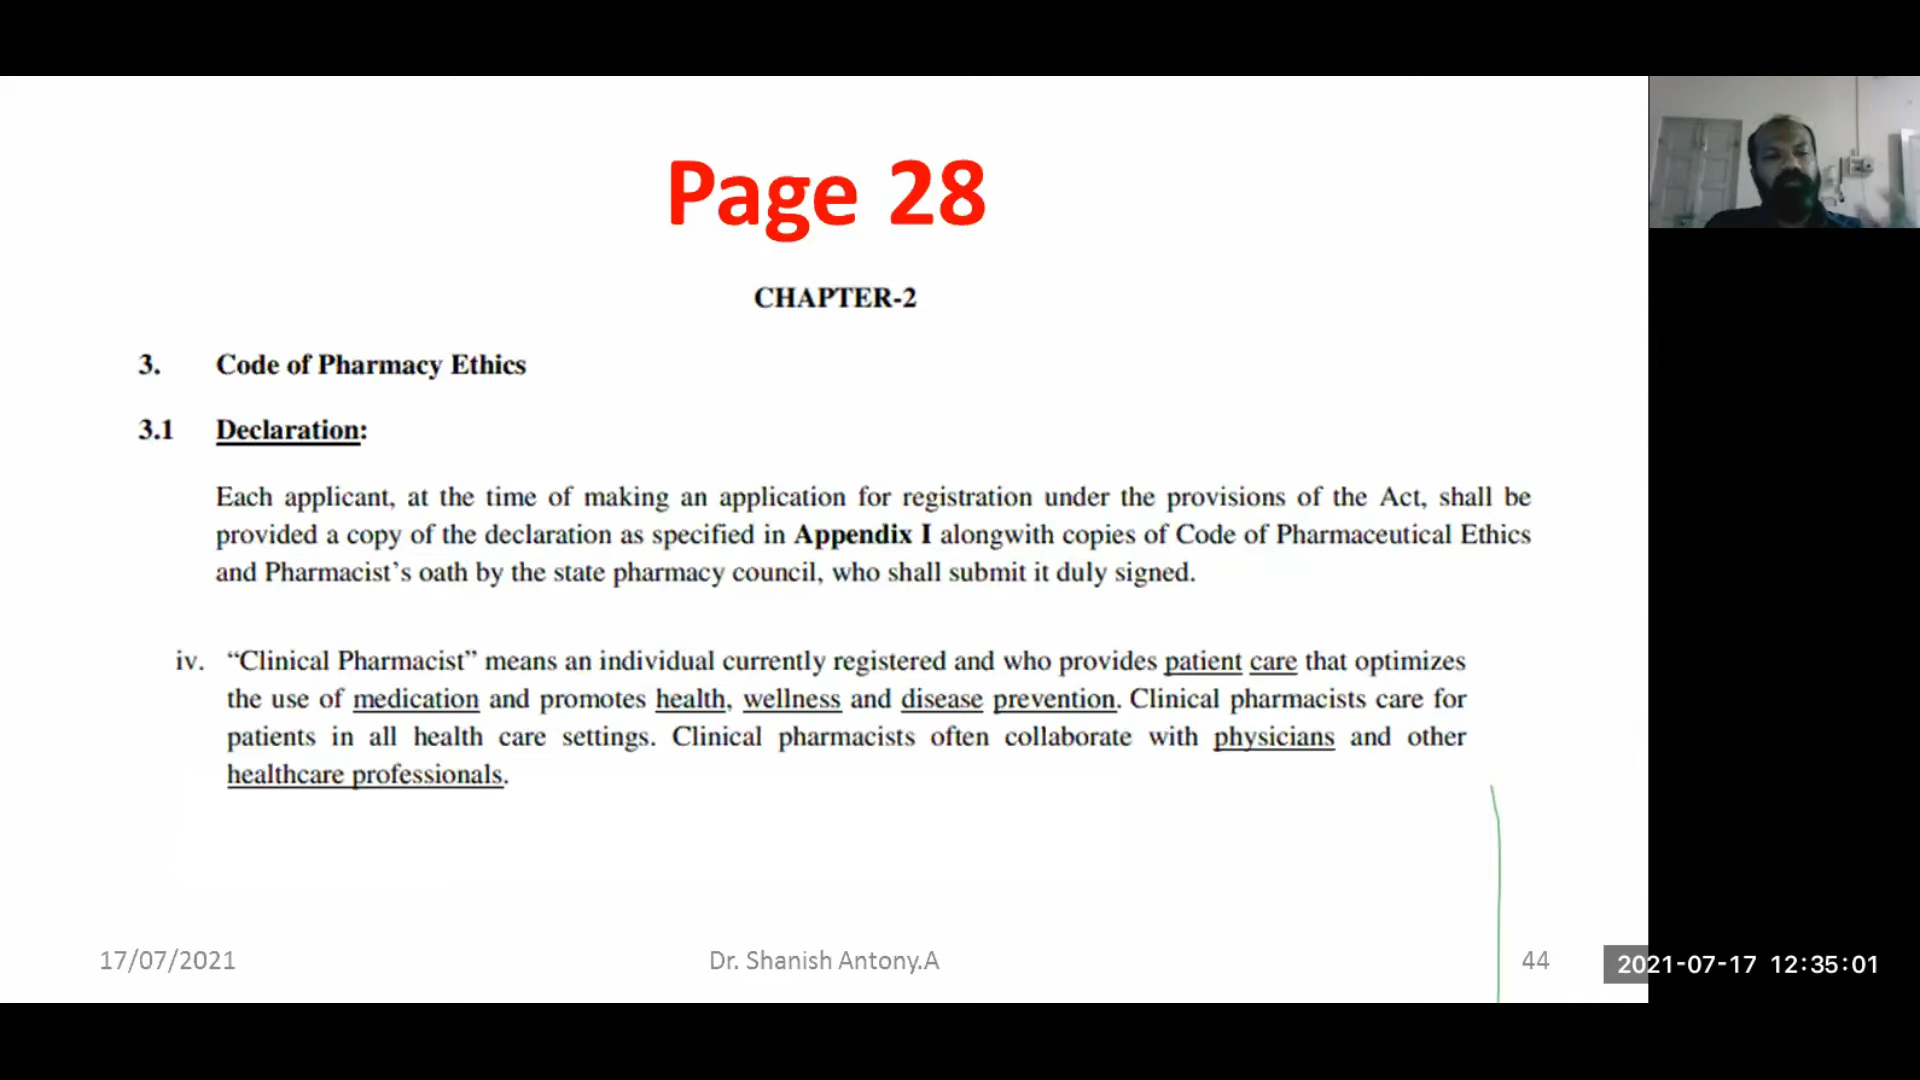 Page 28
CHAPTER-2
3. Code of Pharmacy Ethics
3.1 Declaration:
Each applicant, at the time of making an application for registration under the provisions of the Act, shall be
provided a copy of the declaration as specified in Appendix I alongwith copies of Code of Pharmaceutical Ethics
and Pharmacist’s oath by the state pharmacy council, who shall submit it duly signed.
iv. “Clinical Pharmacist” means an individual currently registered and who provides patient care that optimizes
the use of medication and promotes health, wellness and disease prevention. Clinical pharmacists care for
patients in all health care settings. Clinical pharmacists often collaborate with physicians and other
healthcare professionals.
17/07/2021 Dr. Shanish Antony.A 44
2021-07-17 12:35:01